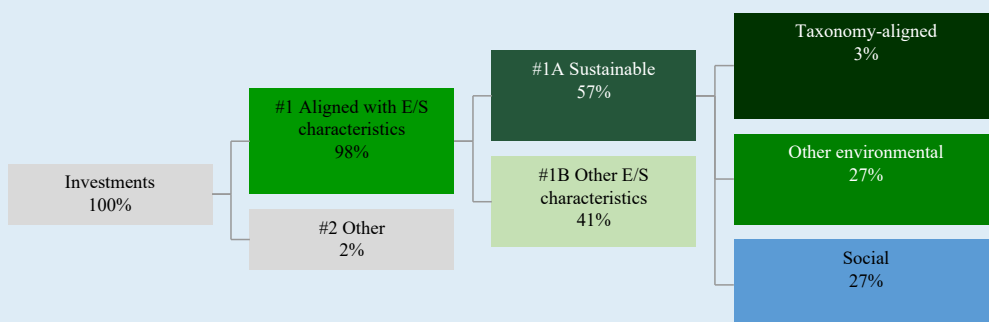 Investments
100%
#1 Aligned with E/S
characteristics
98%
#2 Other
2%
#1A Sustainable
57%
#1B Other E/S
characteristics
41%
Taxonomy-aligned
3%
Other environmental
27%
Social
27%